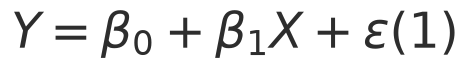 Y = β₀ + β₁X + ε(1)